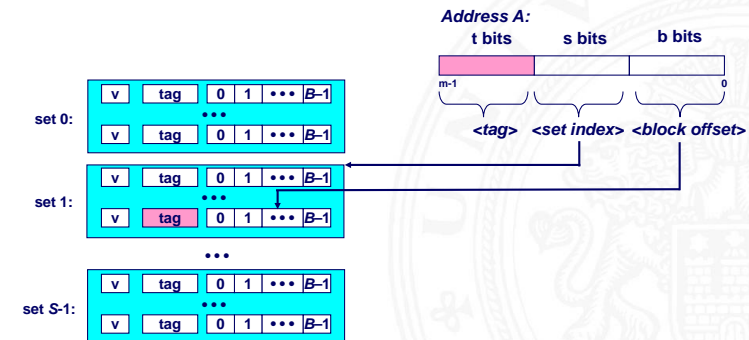 Address A:
t bits s bits b bits
m-1 0
<tag> <set index> <block offset>
v tag 0 1 ••• B–1
•••
set 0:
v tag 0 1 ••• B–1
v tag 0 1 ••• B–1
•••
set 1:
v tag 0 1 ••• B–1
•••
v tag 0 1 ••• B–1
•••
set S-1:
v tag 0 1 ••• B–1